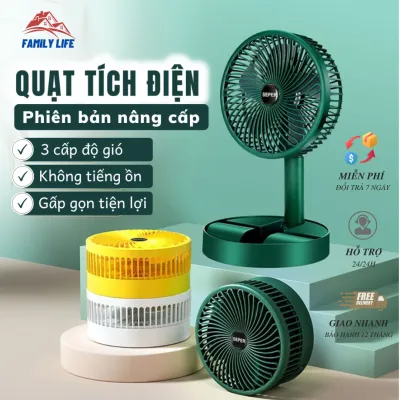 FAMILY LIFE
QUẠT TÍCH ĐIỆN
Phiên bản nâng cấp
3 cấp độ gió
Không tiếng ồn
Gấp gọn tiện lợi
SEPER
MIỄN PHÍ
ĐỔI TRẢ 7 NGÀY
HỖ TRỢ
24/24H
FREE
DELIVERY
GIAO NHANH
BẢO HÀNH 12 THÁNG
SEPER